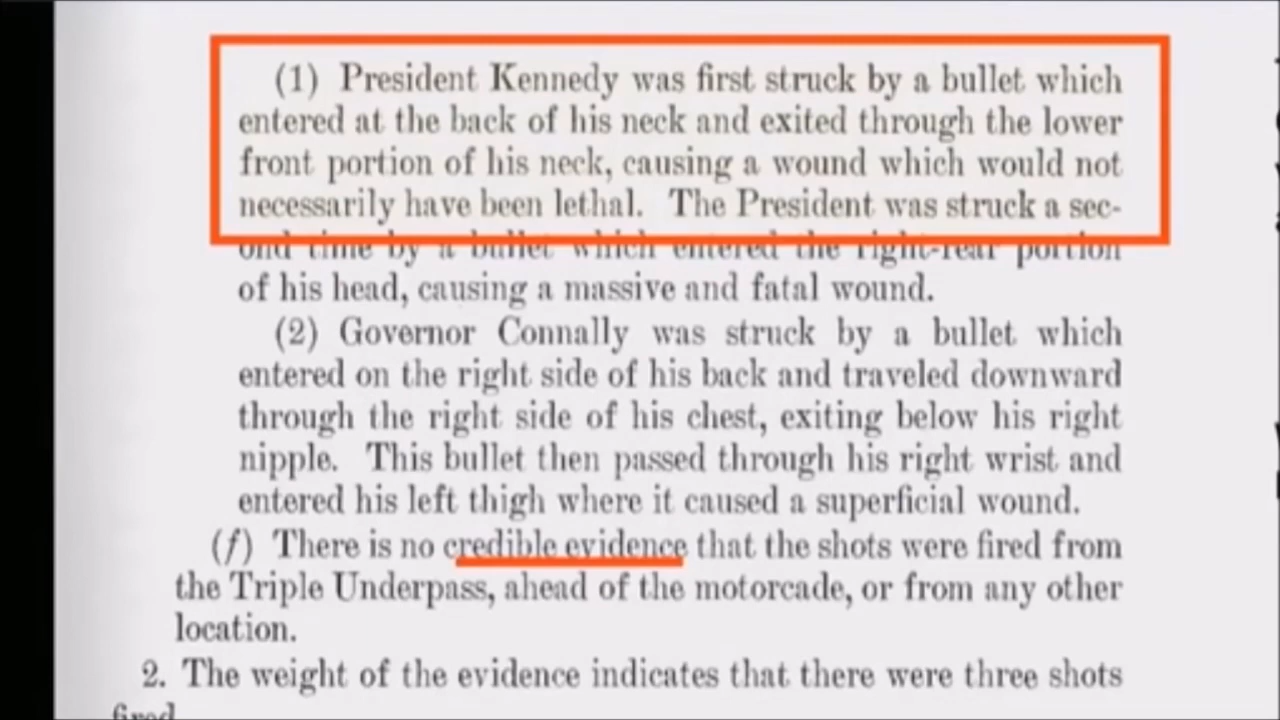 (1) President Kennedy was first struck by a bullet which
entered at the back of his neck and exited through the lower
front portion of his neck, causing a wound which would not
necessarily have been lethal. The President was struck a sec-
ond time by a bullet which entered the right-rear portion
of his head, causing a massive and fatal wound.
(2) Governor Connally was struck by a bullet which
entered on the right side of his back and traveled downward
through the right side of his chest, exiting below his right
nipple. This bullet then passed through his right wrist and
entered his left thigh where it caused a superficial wound.
(f) There is no credible evidence that the shots were fired from
the Triple Underpass, ahead of the motorcade, or from any other
location.
2. The weight of the evidence indicates that there were three shots
fired